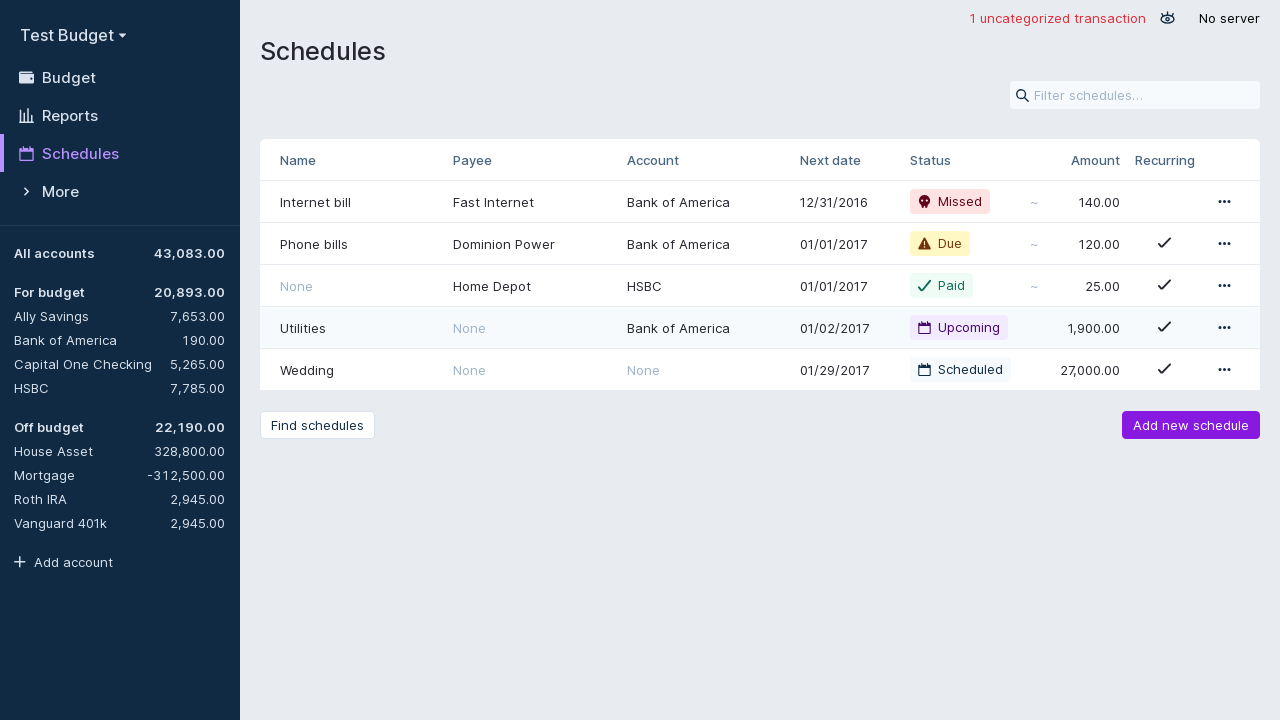 Test Budget
Budget
Reports
Schedules
More
All accounts 43,083.00
For budget 20,893.00
Ally Savings 7,653.00
Bank of America 190.00
Capital One Checking 5,265.00
HSBC 7,785.00
Off budget 22,190.00
House Asset 328,800.00
Mortgage -312,500.00
Roth IRA 2,945.00
Vanguard 401k 2,945.00
Add account
1 uncategorized transaction No server
Schedules
Filter schedules...
Name Payee Account Next date Status Amount Recurring
Internet bill Fast Internet Bank of America 12/31/2016 Missed ~ 140.00
Phone bills Dominion Power Bank of America 01/01/2017 Due ~ 120.00
None Home Depot HSBC 01/01/2017 Paid ~ 25.00
Utilities None Bank of America 01/02/2017 Upcoming 1,900.00
Wedding None None 01/29/2017 Scheduled 27,000.00
Find schedules Add new schedule